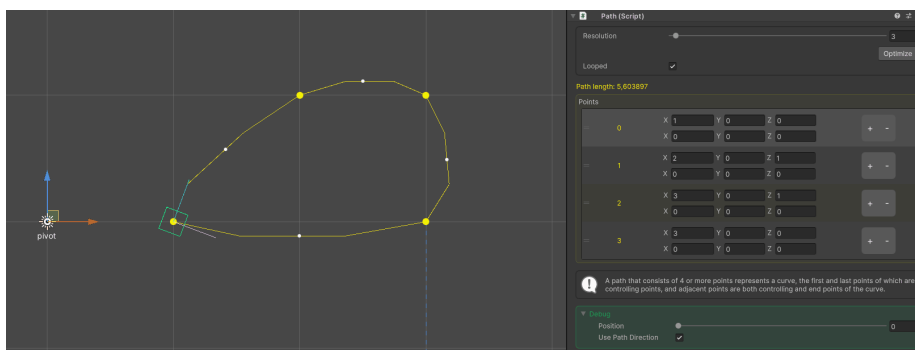 pivot
Path (Script)
Resolution 3
Optimize
Looped
Path length: 5,603897
Points
0 X 1 Y 0 Z 0 + -
X 0 Y 0 Z 0
1 X 2 Y 0 Z 1 + -
X 0 Y 0 Z 0
2 X 3 Y 0 Z 1 + -
X 0 Y 0 Z 0
3 X 3 Y 0 Z 0 + -
X 0 Y 0 Z 0
A path that consists of 4 or more points represents a curve, the first and last points of which are
controlling points, and adjacent points are both controlling and end points of the curve.
Debug
Position 0
Use Path Direction